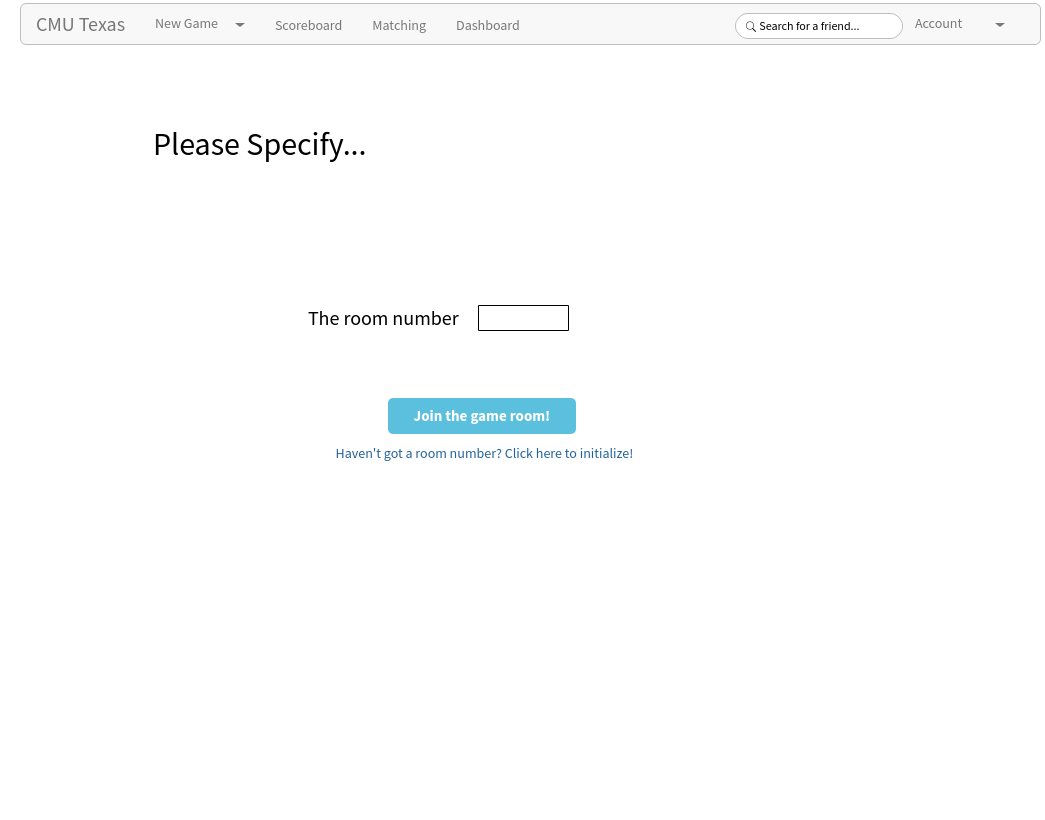 CMU Texas New Game Scoreboard Matching Dashboard Search for a friend... Account
Please Specify...
The room number
Join the game room!
Haven't got a room number? Click here to initialize!